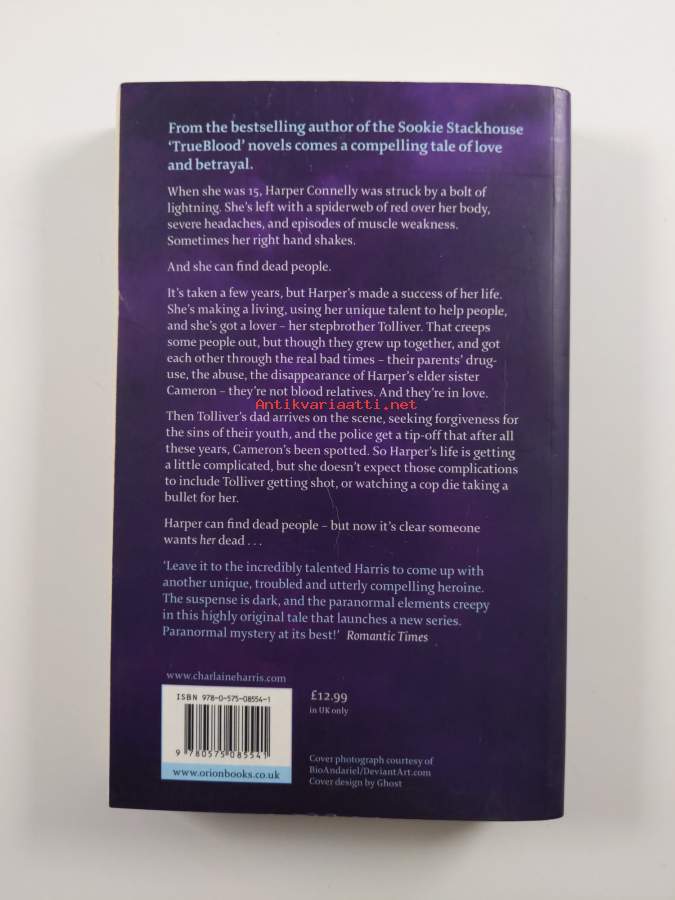 From the bestselling author of the Sookie Stackhouse
‘TrueBlood’ novels comes a compelling tale of love
and betrayal.
When she was 15, Harper Connelly was struck by a bolt of
lightning. She’s left with a spiderweb of red over her body,
severe headaches, and episodes of muscle weakness.
Sometimes her right hand shakes.
And she can find dead people.
It’s taken a few years, but Harper’s made a success of her life.
She’s making a living, using her unique talent to help people,
and she’s got a lover – her stepbrother Tolliver. That creeps
some people out, but though they grew up together, and got
each other through the real bad times – their parents’ drug-
use, the abuse, the disappearance of Harper’s elder sister
Cameron – they’re not blood relatives. And they’re in love.
Antikvariaatti.net
Then Tolliver’s dad arrives on the scene, seeking forgiveness for
the sins of their youth, and the police get a tip-off that after all
these years, Cameron’s been spotted. So Harper’s life is getting
a little complicated, but she doesn’t expect those complications
to include Tolliver getting shot, or watching a cop die taking a
bullet for her.
Harper can find dead people – but now it’s clear someone
wants her dead . . .
‘Leave it to the incredibly talented Harris to come up with
another unique, troubled and utterly compelling heroine.
The suspense is dark, and the paranormal elements creepy
in this highly original tale that launches a new series.
Paranormal mystery at its best!’ Romantic Times
www.charlaineharris.com
ISBN 978-0-575-08554-1
£12.99
in UK only
9 780575 085541
www.orionbooks.co.uk
Cover photograph courtesy of
BioAndariel/DeviantArt.com
Cover design by Ghost